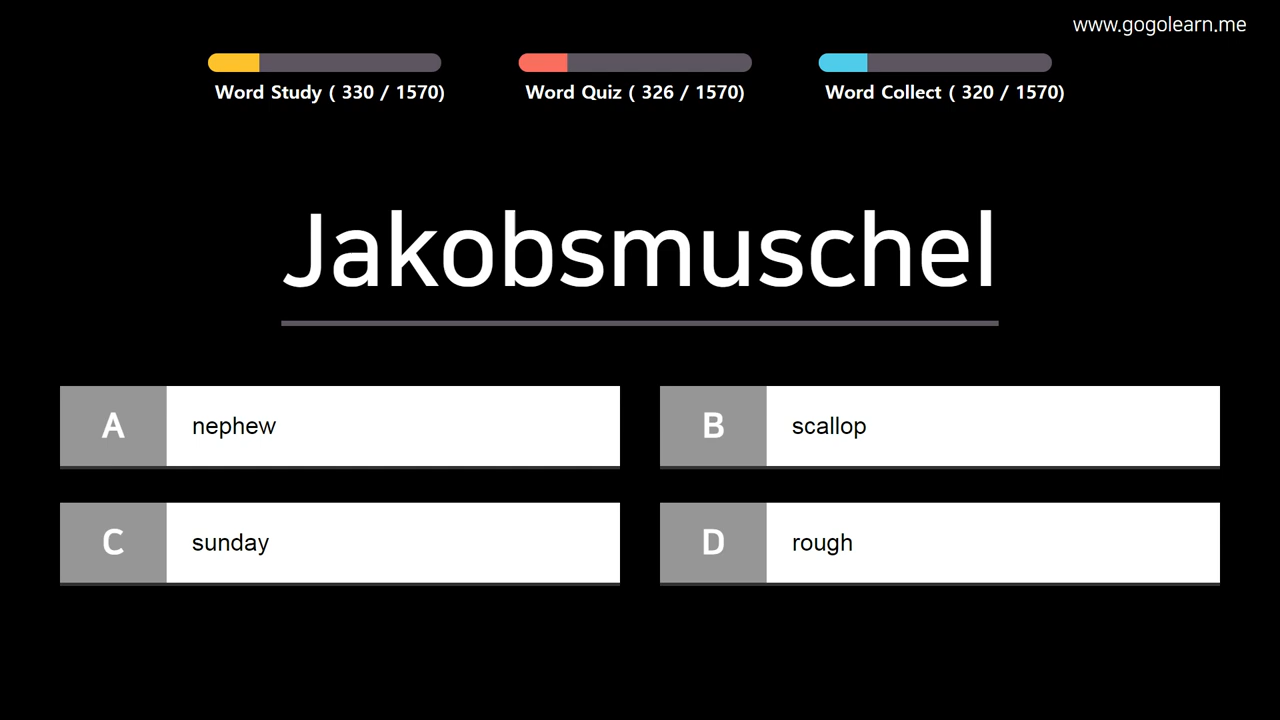 www.gogolearn.me
Word Study ( 330 / 1570)
Word Quiz ( 326 / 1570)
Word Collect ( 320 / 1570)
Jakobsmuschel
A nephew
B scallop
C sunday
D rough